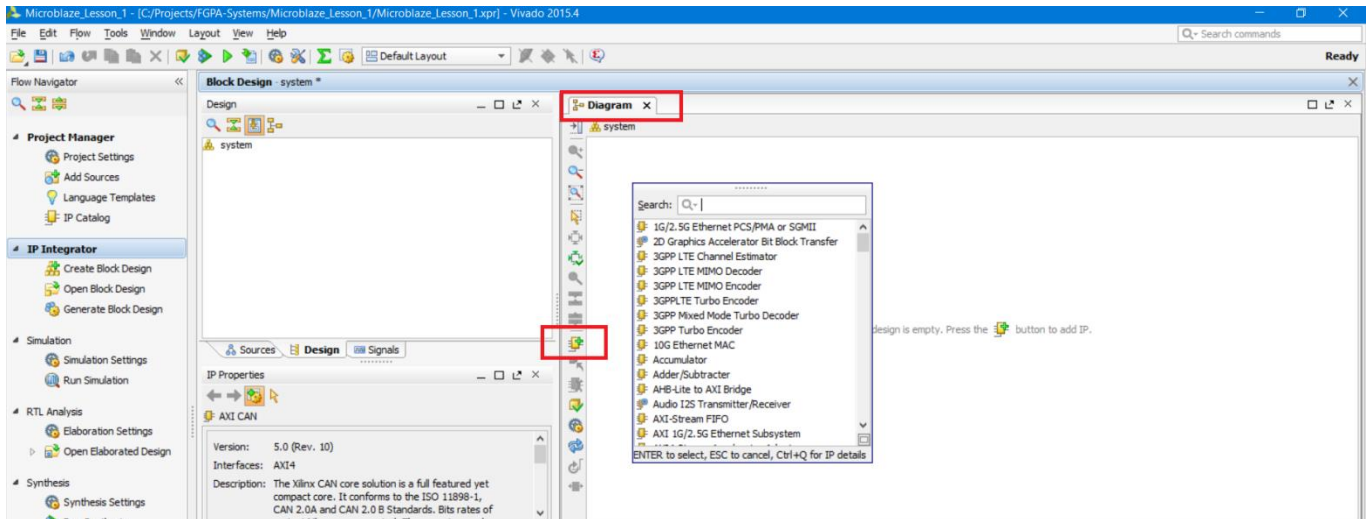 Microblaze_Lesson_1 - [C:/Projects/FGPA-Systems/Microblaze_Lesson_1/Microblaze_Lesson_1.xpr] - Vivado 2015.4
File Edit Flow Tools Window Layout View Help
Search commands
Default Layout
Ready
Flow Navigator
Project Manager
Project Settings
Add Sources
Language Templates
IP Catalog
IP Integrator
Create Block Design
Open Block Design
Generate Block Design
Simulation
Simulation Settings
Run Simulation
RTL Analysis
Elaboration Settings
Open Elaborated Design
Synthesis
Synthesis Settings
Block Design - system *
Design
system
Sources Design Signals
IP Properties
AXI CAN
Version: 5.0 (Rev. 10)
Interfaces: AXI4
Description: The Xilinx CAN core solution is a full featured yet
compact core. It conforms to the ISO 11898-1,
CAN 2.0A and CAN 2.0 B Standards. Bits rates of
Diagram
system
Search:
1G/2.5G Ethernet PCS/PMA or SGMII
2D Graphics Accelerator Bit Block Transfer
3GPP LTE Channel Estimator
3GPP LTE MIMO Decoder
3GPP LTE MIMO Encoder
3GPPLTE Turbo Encoder
3GPP Mixed Mode Turbo Decoder
3GPP Turbo Encoder
10G Ethernet MAC
Accumulator
Adder/Subtracter
AHB-Lite to AXI Bridge
Audio I2S Transmitter/Receiver
AXI-Stream FIFO
AXI 1G/2.5G Ethernet Subsystem
ENTER to select, ESC to cancel, Ctrl+Q for IP details
design is empty. Press the button to add IP.